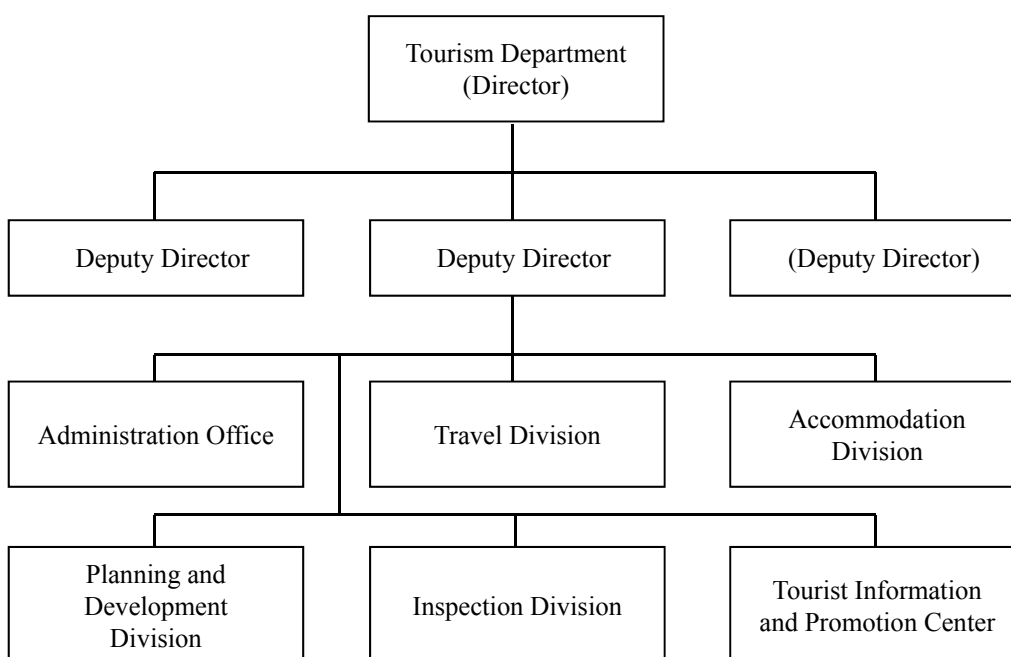 Tourism Department
(Director)
Deputy Director
Deputy Director
(Deputy Director)
Administration Office
Travel Division
Accommodation
Division
Planning and
Development
Division
Inspection Division
Tourist Information
and Promotion Center